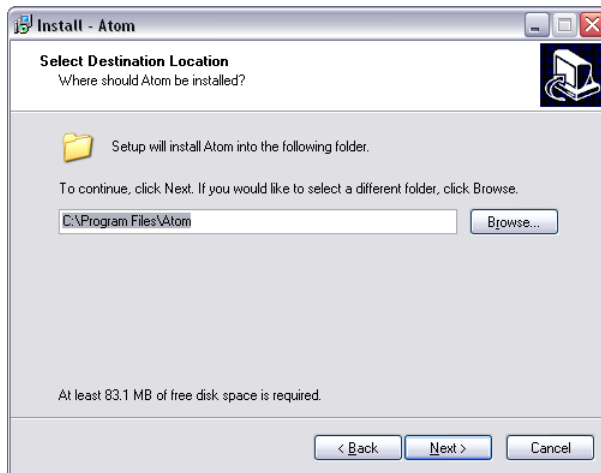 Install - Atom
Select Destination Location
Where should Atom be installed?
Setup will install Atom into the following folder.
To continue, click Next. If you would like to select a different folder, click Browse.
C:\Program Files\Atom
Browse...
At least 83.1 MB of free disk space is required.
< Back
Next >
Cancel